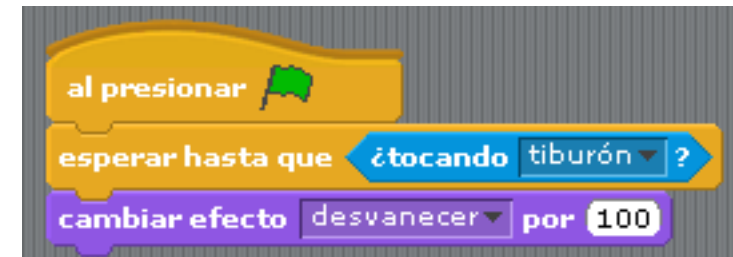 al presionar
esperar hasta que ¿tocando tiburón ?
cambiar efecto desvanecer por 100